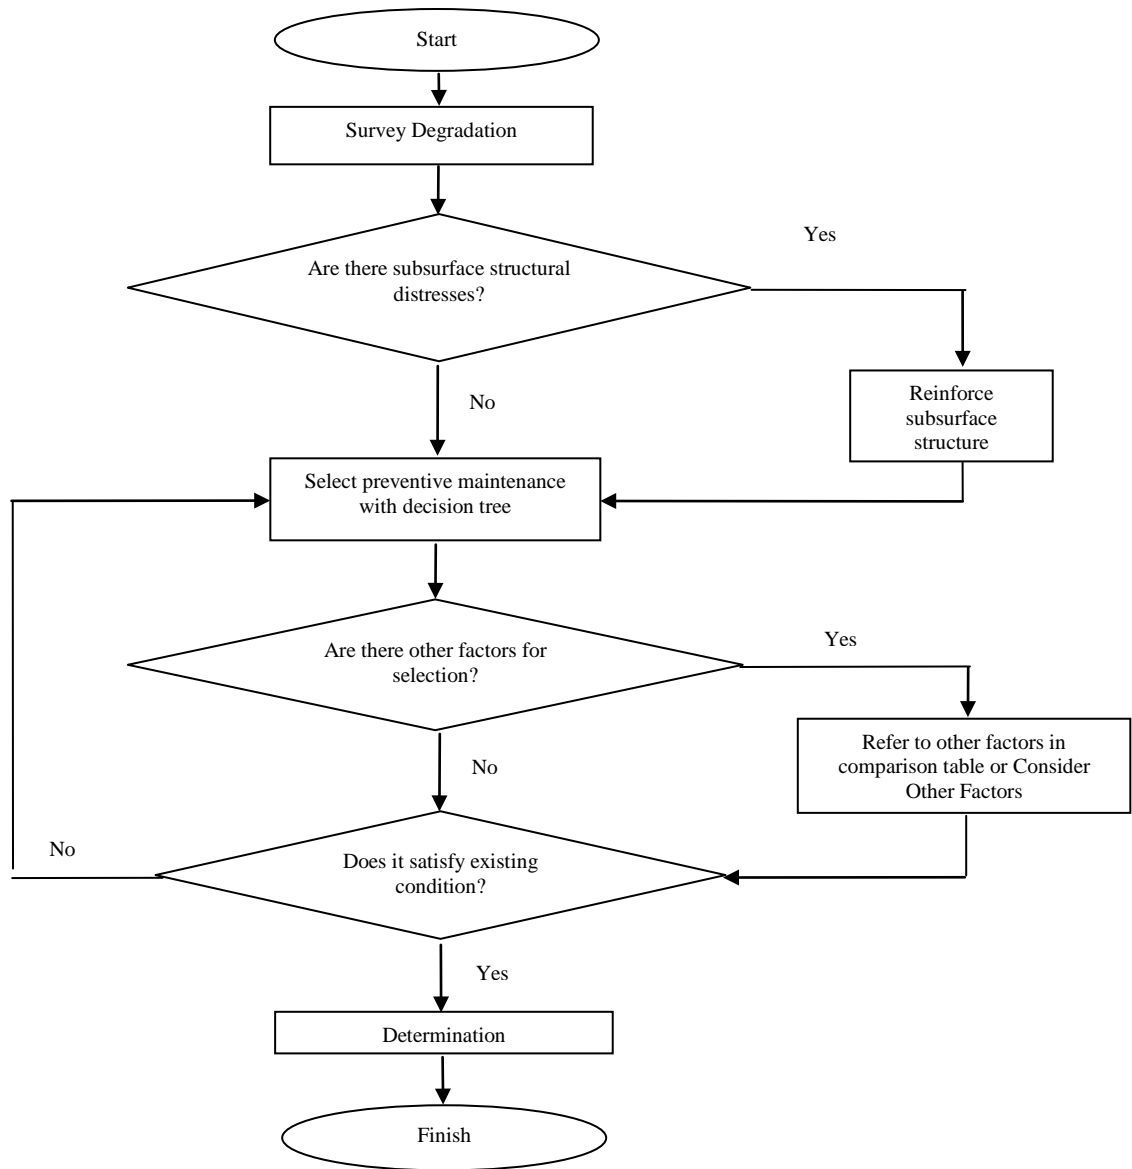 Start
Survey Degradation
Yes
Are there subsurface structural
distresses?
No
Reinforce
subsurface
structure
Select preventive maintenance
with decision tree
Yes
Are there other factors for
selection?
No
Refer to other factors in
comparison table or Consider
Other Factors
No
Does it satisfy existing
condition?
Yes
Determination
Finish